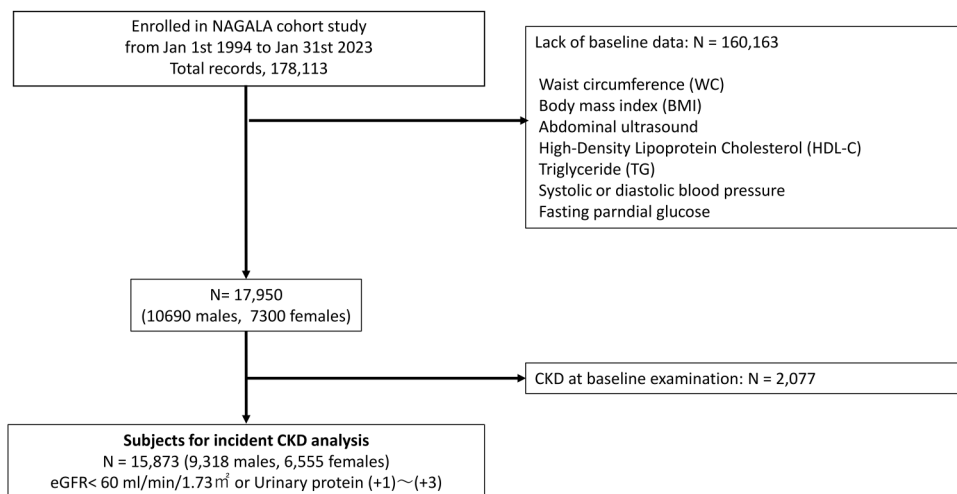 Enrolled in NAGALA cohort study
from Jan 1st 1994 to Jan 31st 2023
Total records, 178,113
Lack of baseline data: N = 160,163
Waist circumference (WC)
Body mass index (BMI)
Abdominal ultrasound
High-Density Lipoprotein Cholesterol (HDL-C)
Triglyceride (TG)
Systolic or diastolic blood pressure
Fasting parndial glucose
N= 17,950
(10690 males, 7300 females)
CKD at baseline examination: N = 2,077
Subjects for incident CKD analysis
N = 15,873 (9,318 males, 6,555 females)
eGFR< 60 ml/min/1.73㎡ or Urinary protein (+1)～(+3)